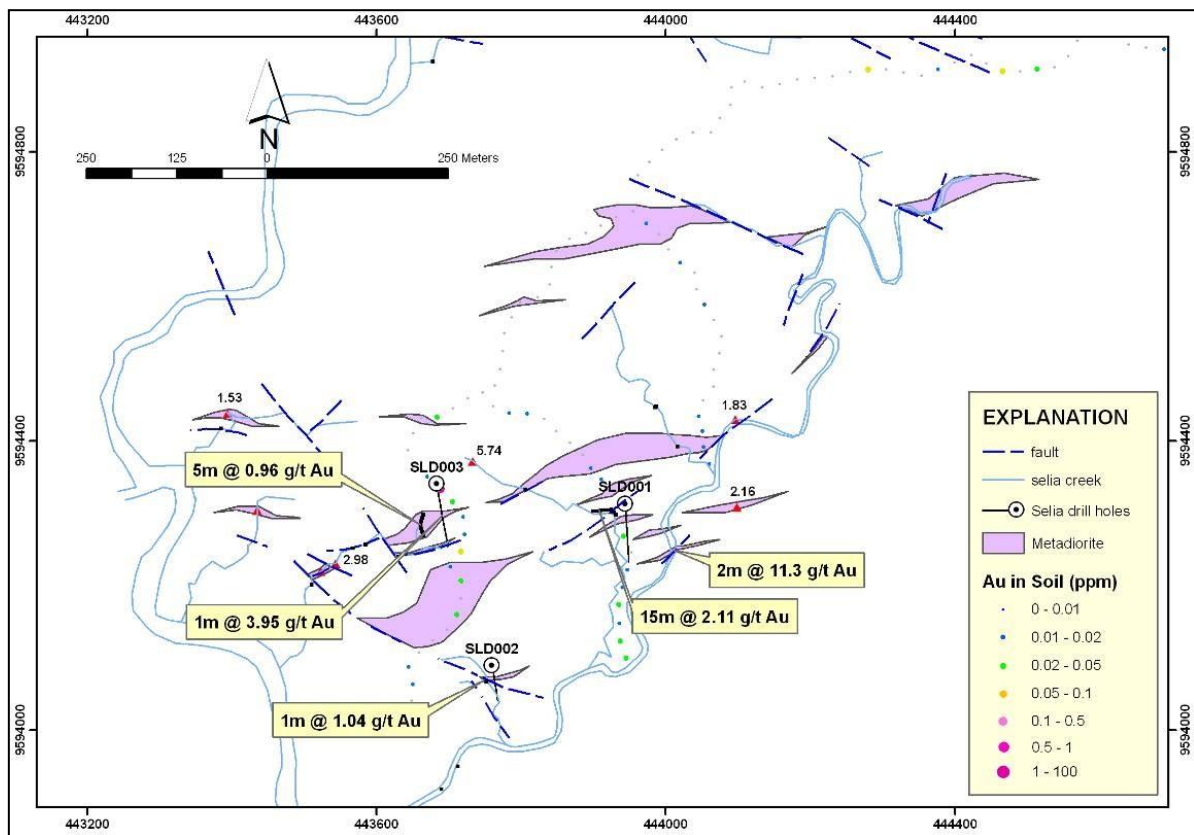 443200
443600
444000
444400
9594800
9594800
N
250
125
0
250 Meters
1.53
9594400
1.83
9594400
5.74
SLD003
5m @ 0.96 g/t Au
SLD001
2.16
2.98
2m @ 11.3 g/t Au
1m @ 3.95 g/t Au
15m @ 2.11 g/t Au
SLD002
1m @ 1.04 g/t Au
9594000
9594000
EXPLANATION
fault
selia creek
Selia drill holes
Metadiorite
Au in Soil (ppm)
0 - 0.01
0.01 - 0.02
0.02 - 0.05
0.05 - 0.1
0.1 - 0.5
0.5 - 1
1 - 100
443200
443600
444000
444400